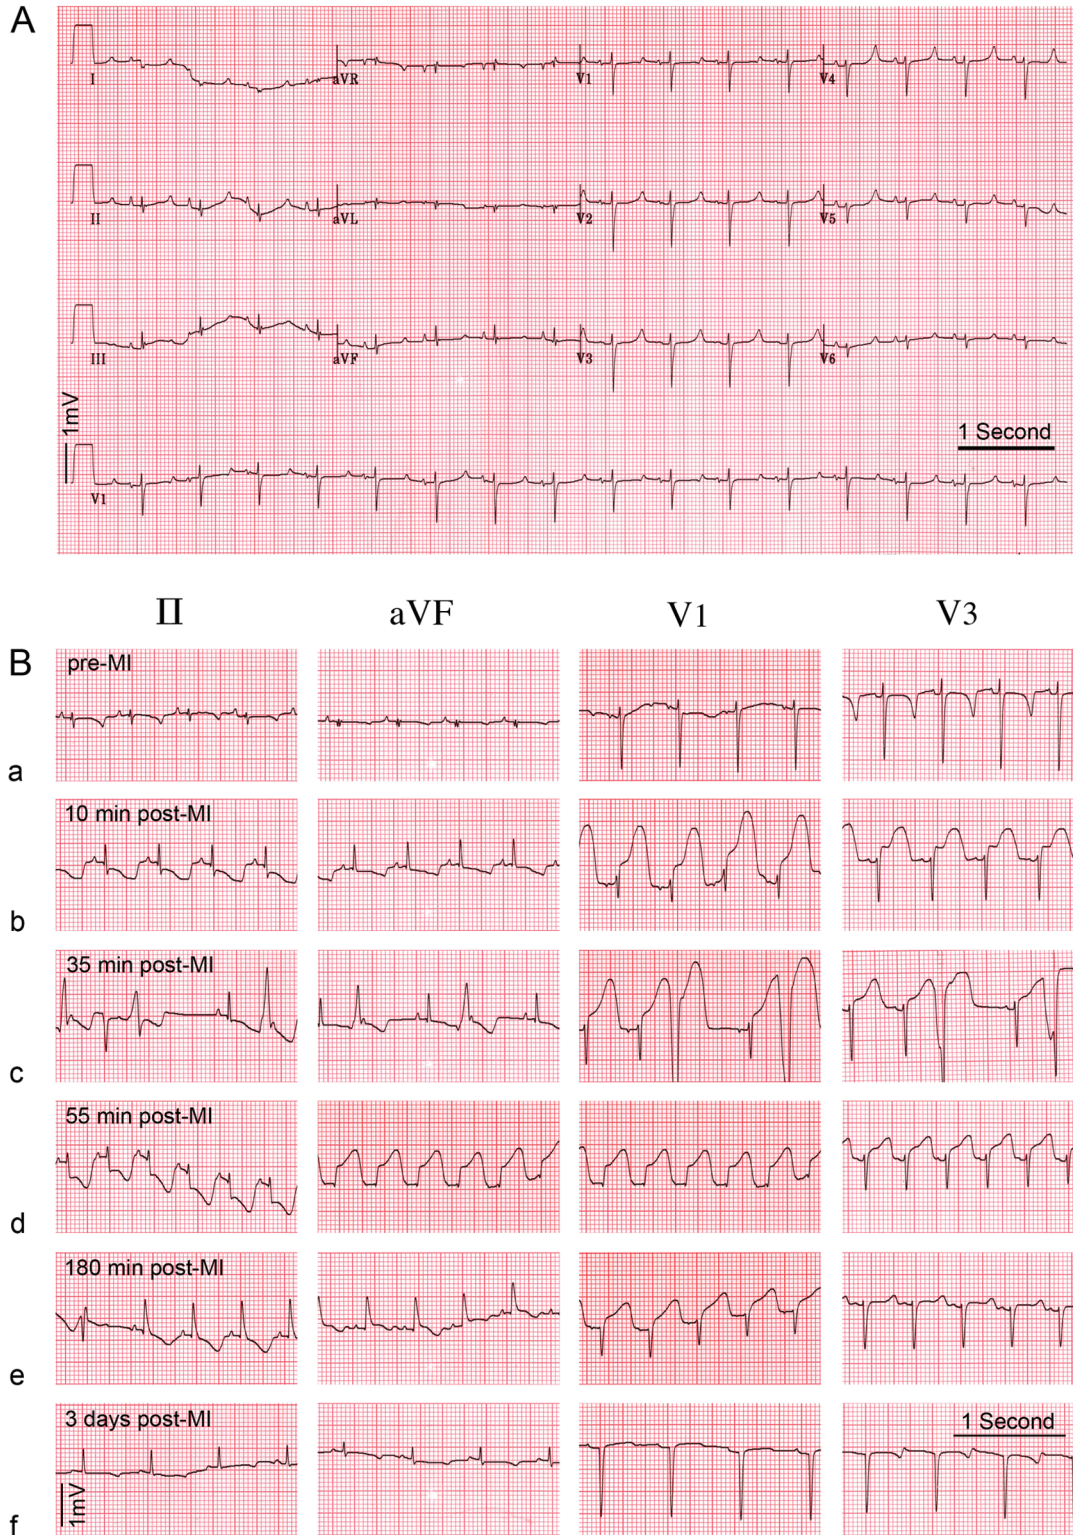 A
I
aVR
V1
V4
II
aVL
V2
V5
III
aVF
V3
V6
1mV
1 Second
V1
II
aVF
V1
V3
B
pre-MI
a
10 min post-MI
b
35 min post-MI
c
55 min post-MI
d
180 min post-MI
e
3 days post-MI
1 Second
1mV
f